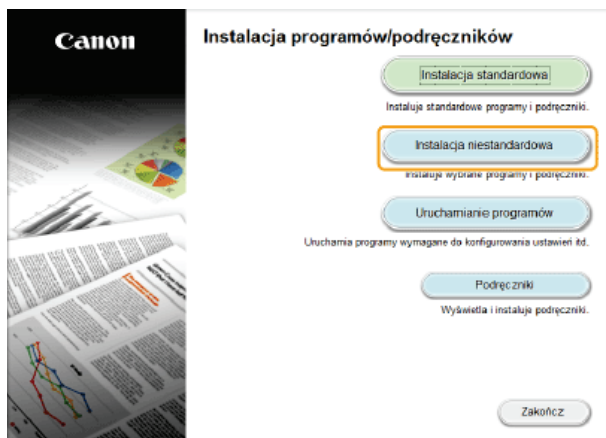 Canon
Instalacja programów/podręczników
Instalacja standardowa
Instaluje standardowe programy i podręczniki.
Instalacja niestandardowa
Instaluje wybrane programy i podręczniki.
Uruchamianie programów
Uruchamia programy wymagane do konfigurowania ustawień itd.
Podręczniki
Wyświetla i instaluje podręczniki.
Zakończ